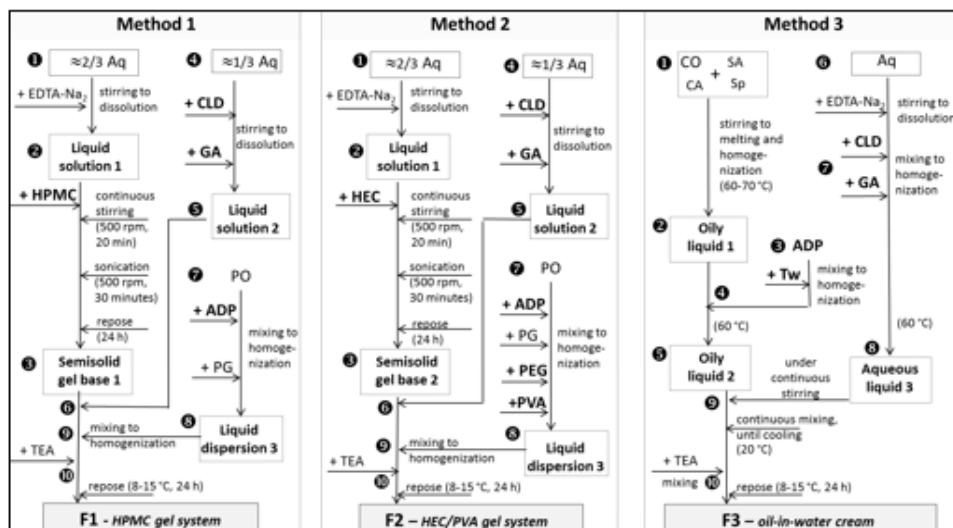 Method 1
❶
≈2/3 Aq
+ EDTA-Na₂
stirring to
dissolution
❷
Liquid
solution 1
+ HPMC
continuous
stirring
(500 rpm,
20 min)
sonication
(500 rpm,
30 minutes)
repose
(24 h)
❸
Semisolid
gel base 1
❹
≈1/3 Aq
+ CLD
stirring to
dissolution
+ GA
❺
Liquid
solution 2
❻
❼
PO
+ ADP
mixing to
homoge-
nization
+ PG
❽
Liquid
dispersion 3
❾
mixing to
homogenization
+ TEA
❿
repose (8-15 °C, 24 h)
F1 - HPMC gel system
Method 2
❶
≈2/3 Aq
+ EDTA-Na₂
stirring to
dissolution
❷
Liquid
solution 1
+ HEC
continuous
stirring
(500 rpm,
20 min)
sonication
(500 rpm,
30 minutes)
repose
(24 h)
❸
Semisolid
gel base 2
❹
≈1/3 Aq
+ CLD
stirring to
dissolution
+ GA
❺
Liquid
solution 2
❻
❼
PO
+ ADP
+ PG
mixing to
homoge-
nization
+ PEG
+PVA
❽
Liquid
dispersion 3
❾
mixing to
homogenization
+ TEA
❿
repose (8-15 °C, 24 h)
F2 – HEC/PVA gel system
Method 3
❶
CO SA
+
CA Sp
stirring to
melting and
homoge-
nization
(60-70 °C)
❷
Oily
liquid 1
❸
ADP
+ Tw
mixing to
homoge-
nization
❹
(60 °C)
❺
Oily
liquid 2
❻
Aq
+ EDTA-Na₂
stirring to
dissolution
+ CLD
❼
mixing to
homoge-
nization
+ GA
(60 °C)
❽
Aqueous
liquid 3
under
continuous
stirring
❾
continuous mixing,
until cooling
(20 °C)
+ TEA
mixing
❿
repose (8-15 °C, 24 h)
F3 – oil-in-water cream